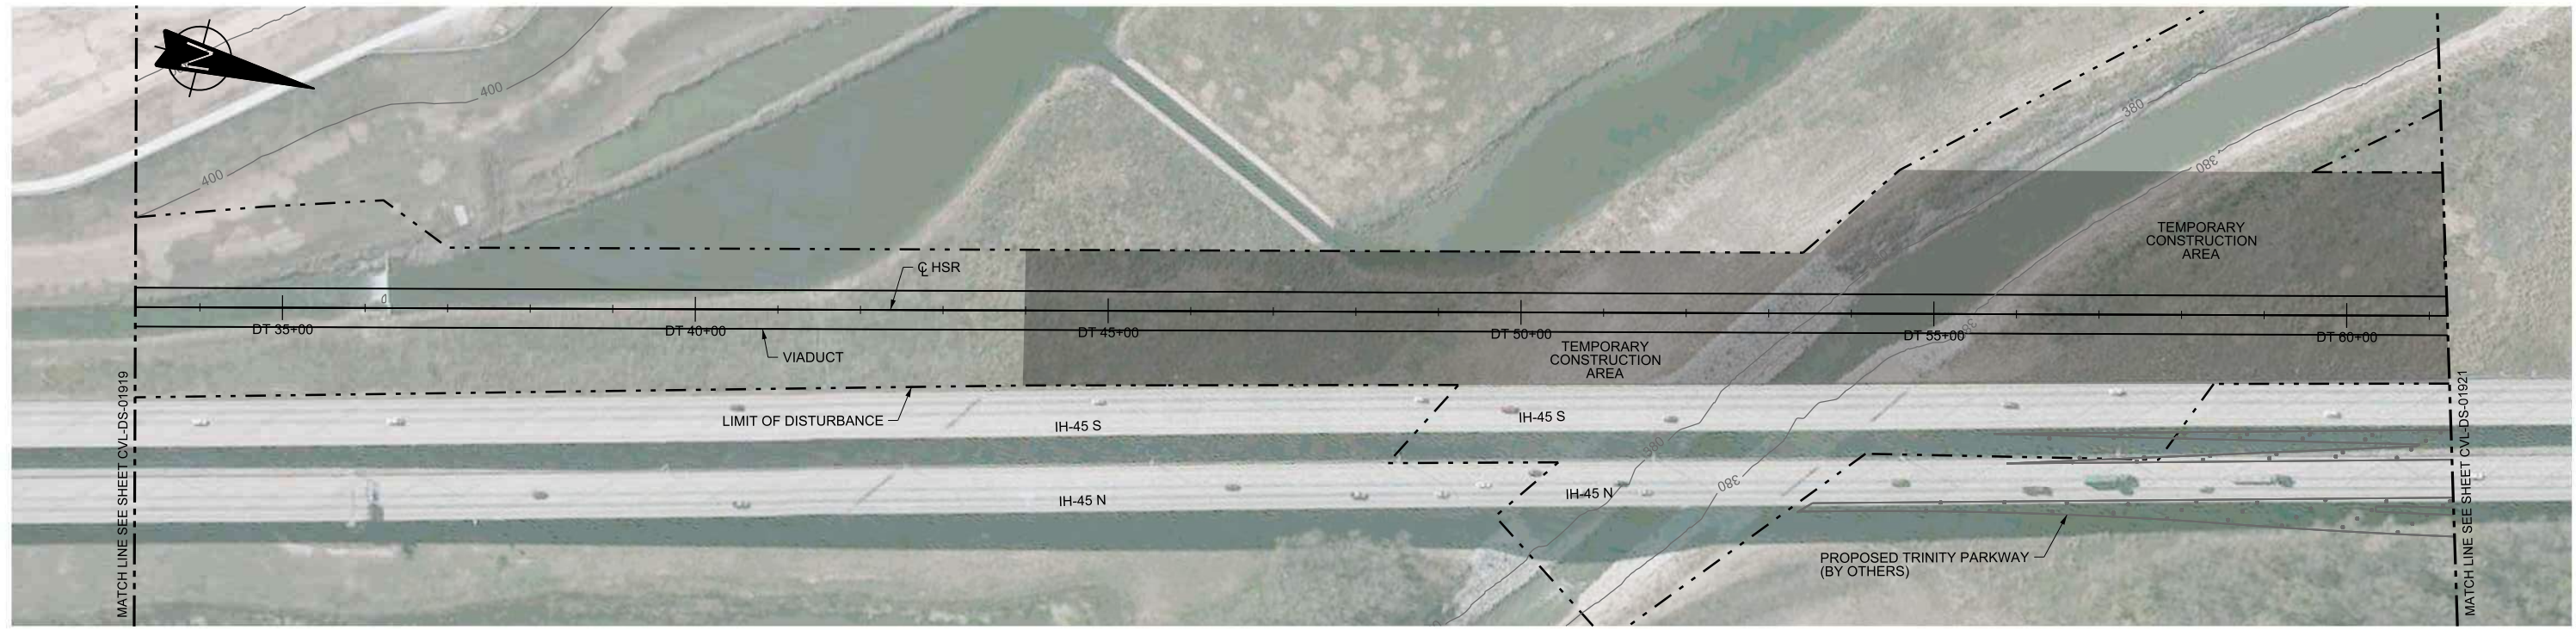 N
400
400
380
380
TEMPORARY
CONSTRUCTION
AREA
℄ HSR
DT 35+00
DT 40+00
DT 45+00
DT 50+00
DT 55+00
DT 60+00
38
VIADUCT
TEMPORARY
CONSTRUCTION
AREA
LIMIT OF DISTURBANCE
IH-45 S
IH-45 S
380
380
IH-45 N
IH-45 N
PROPOSED TRINITY PARKWAY
(BY OTHERS)
MATCH LINE SEE SHEET CVL-DS-01919
MATCH LINE SEE SHEET CVL-DS-01921